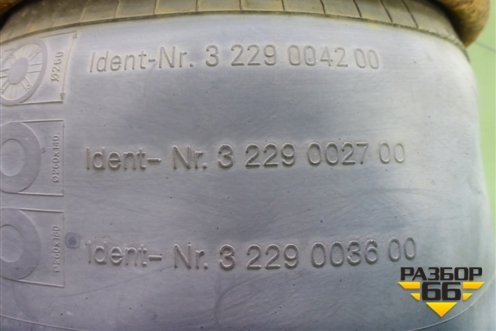 Ident-Nr. 3 229 0042 00
Ident- Nr. 3 229 0027 00
Ident- Nr. 3 229 0036 00
РАЗБОР
66